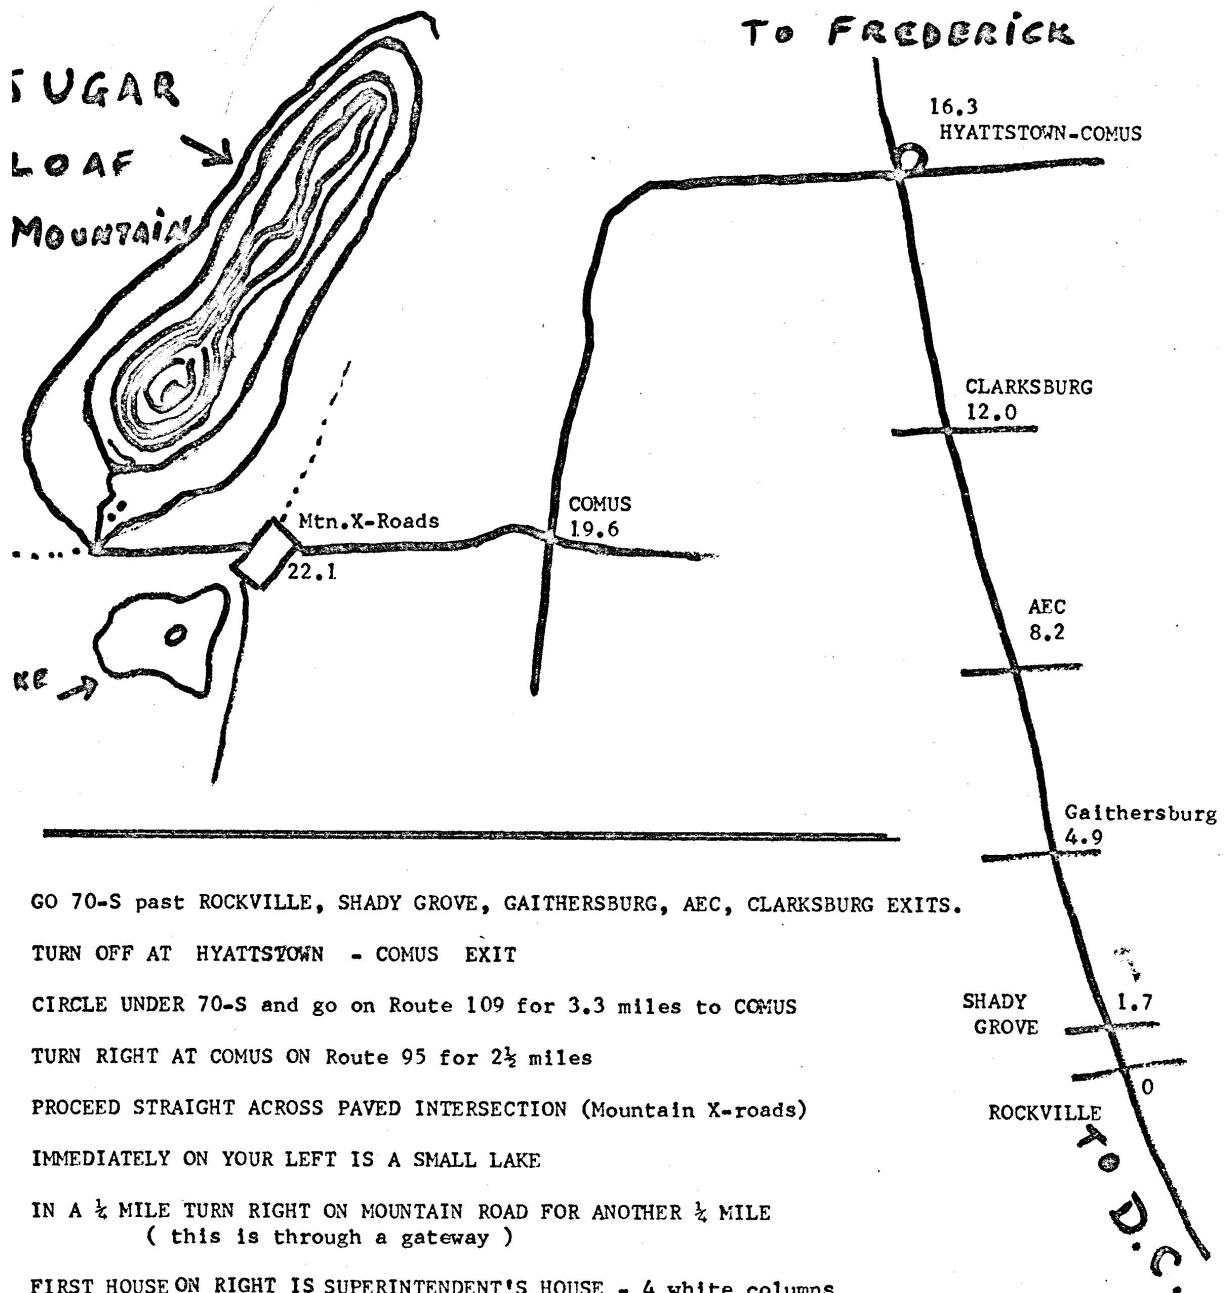 TO FREDERICK
SUGAR
LOAF
MOUNTAIN
16.3
HYATTSTOWN-COMUS
CLARKSBURG
12.0
COMUS
19.6
Mtn.X-Roads
22.1
AEC
8.2
KE
Gaithersburg
4.9
SHADY
GROVE
1.7
0
ROCKVILLE
TO D.C.
GO 70-S past ROCKVILLE, SHADY GROVE, GAITHERSBURG, AEC, CLARKSBURG EXITS.
TURN OFF AT HYATTSTOWN - COMUS EXIT
CIRCLE UNDER 70-S and go on Route 109 for 3.3 miles to COMUS
TURN RIGHT AT COMUS ON Route 95 for 2½ miles
PROCEED STRAIGHT ACROSS PAVED INTERSECTION (Mountain X-roads)
IMMEDIATELY ON YOUR LEFT IS A SMALL LAKE
IN A ¼ MILE TURN RIGHT ON MOUNTAIN ROAD FOR ANOTHER ¼ MILE
( this is through a gateway )
FIRST HOUSE ON RIGHT IS SUPERINTENDENT'S HOUSE - 4 white columns